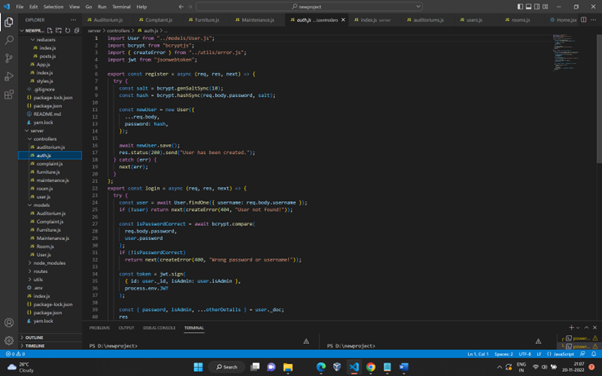 File Edit Selection View Go Run Terminal Help
newproject
EXPLORER
Auditorium.js Complaint.js Furniture.js Maintenance.js auth.js ...\controllers Index.js server auditoriums.js users.js rooms.js Home.jsx
server > controllers > auth.js > ...
reducers
index.js
posts.js
App.js
index.js
styles.js
.gitignore
package-lock.json
package.json
README.md
yarn.lock
server
controllers
auditorium.js
auth.js
complaint.js
furniture.js
maintenance.js
room.js
user.js
models
Auditorium.js
Complaint.js
Furniture.js
Maintenance.js
Room.js
User.js
node_modules
routes
utils
.env
index.js
package-lock.json
package.json
yarn.lock
OUTLINE
TIMELINE
1 import User from "../models/User.js";
2 import bcrypt from "bcryptjs";
3 import { createError } from "../utils/error.js";
4 import jwt from "jsonwebtoken";
5
6 export const register = async (req, res, next) => {
7 try {
8 const salt = bcrypt.genSaltSync(10);
9 const hash = bcrypt.hashSync(req.body.password, salt);
10
11 const newUser = new User({
12 ...req.body,
13 password: hash,
14 });
15
16 await newUser.save();
17 res.status(200).send("User has been created.");
18 } catch (err) {
19 next(err);
20 }
21 };
22 export const login = async (req, res, next) => {
23 try {
24 const user = await User.findOne({ username: req.body.username });
25 if (!user) return next(createError(404, "User not found!"));
26
27 const isPasswordCorrect = await bcrypt.compare(
28 req.body.password,
29 user.password
30 );
31 if (!isPasswordCorrect)
32 return next(createError(400, "Wrong password or username!"));
33
34 const token = jwt.sign(
35 { id: user._id, isAdmin: user.isAdmin },
36 process.env.JWT
37 );
38
39 const { password, isAdmin, ...otherDetails } = user._doc;
40 res
PROBLEMS OUTPUT DEBUG CONSOLE TERMINAL
PS D:\newproject> PS D:\newproject>
Ln 1, Col 1 Spaces: 2 UTF-8 LF JavaScript
26°C
Cloudy
Search
ENG
IN
21:07
20-11-2022